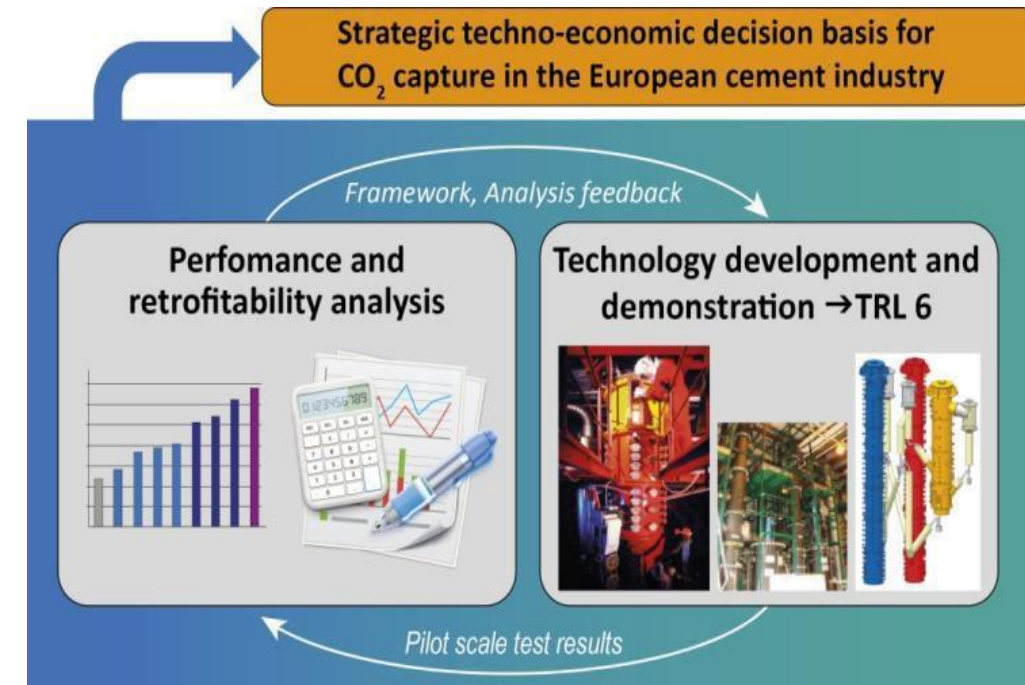 Strategic techno-economic decision basis for
CO₂ capture in the European cement industry
Framework, Analysis feedback
Perfomance and
retrofitability analysis
Technology development and
demonstration →TRL 6
0123456789
Pilot scale test results